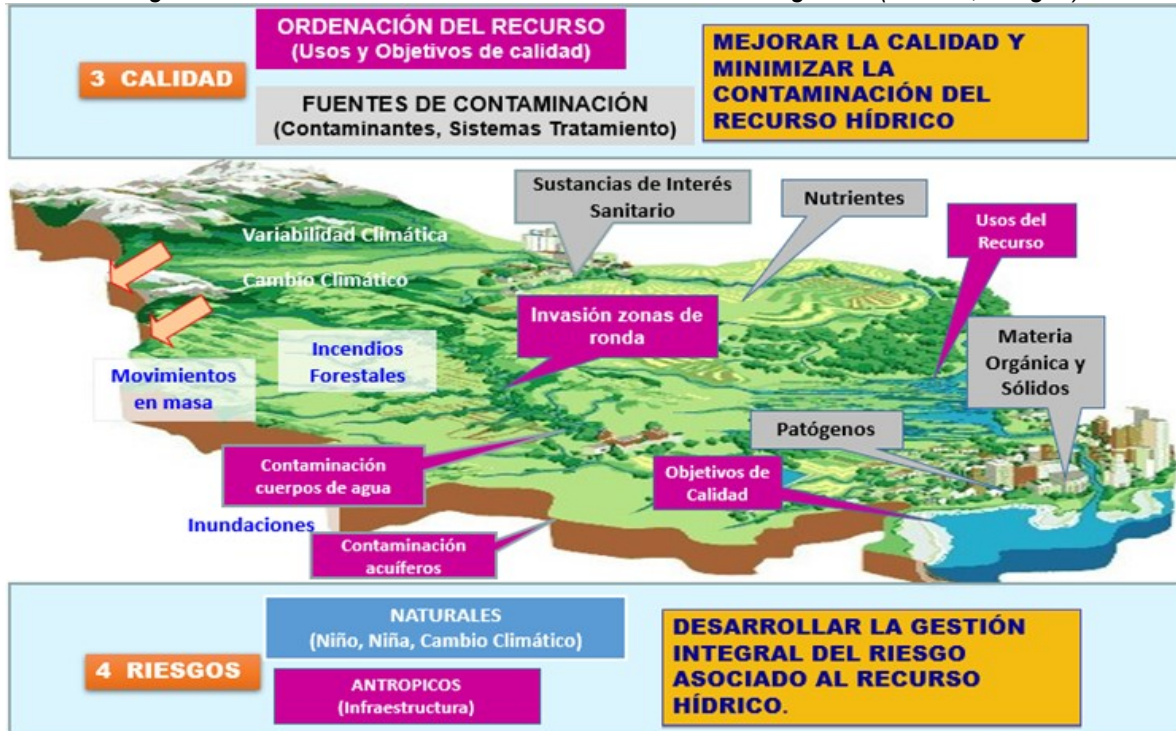 ORDENACIÓN DEL RECURSO
(Usos y Objetivos de calidad)
3 CALIDAD
FUENTES DE CONTAMINACIÓN
(Contaminantes, Sistemas Tratamiento)
MEJORAR LA CALIDAD Y
MINIMIZAR LA
CONTAMINACIÓN DEL
RECURSO HÍDRICO
Sustancias de Interés
Sanitario
Nutrientes
Usos del
Recurso
Variabilidad Climática
Cambio Climático
Invasión zonas de
ronda
Incendios
Forestales
Movimientos
en masa
Materia
Orgánica y
Sólidos
Patógenos
Contaminación
cuerpos de agua
Objetivos de
Calidad
Inundaciones
Contaminación
acuíferos
NATURALES
(Niño, Niña, Cambio Climático)
4 RIESGOS
ANTROPICOS
(Infraestructura)
DESARROLLAR LA GESTIÓN
INTEGRAL DEL RIESGO
ASOCIADO AL RECURSO
HÍDRICO.